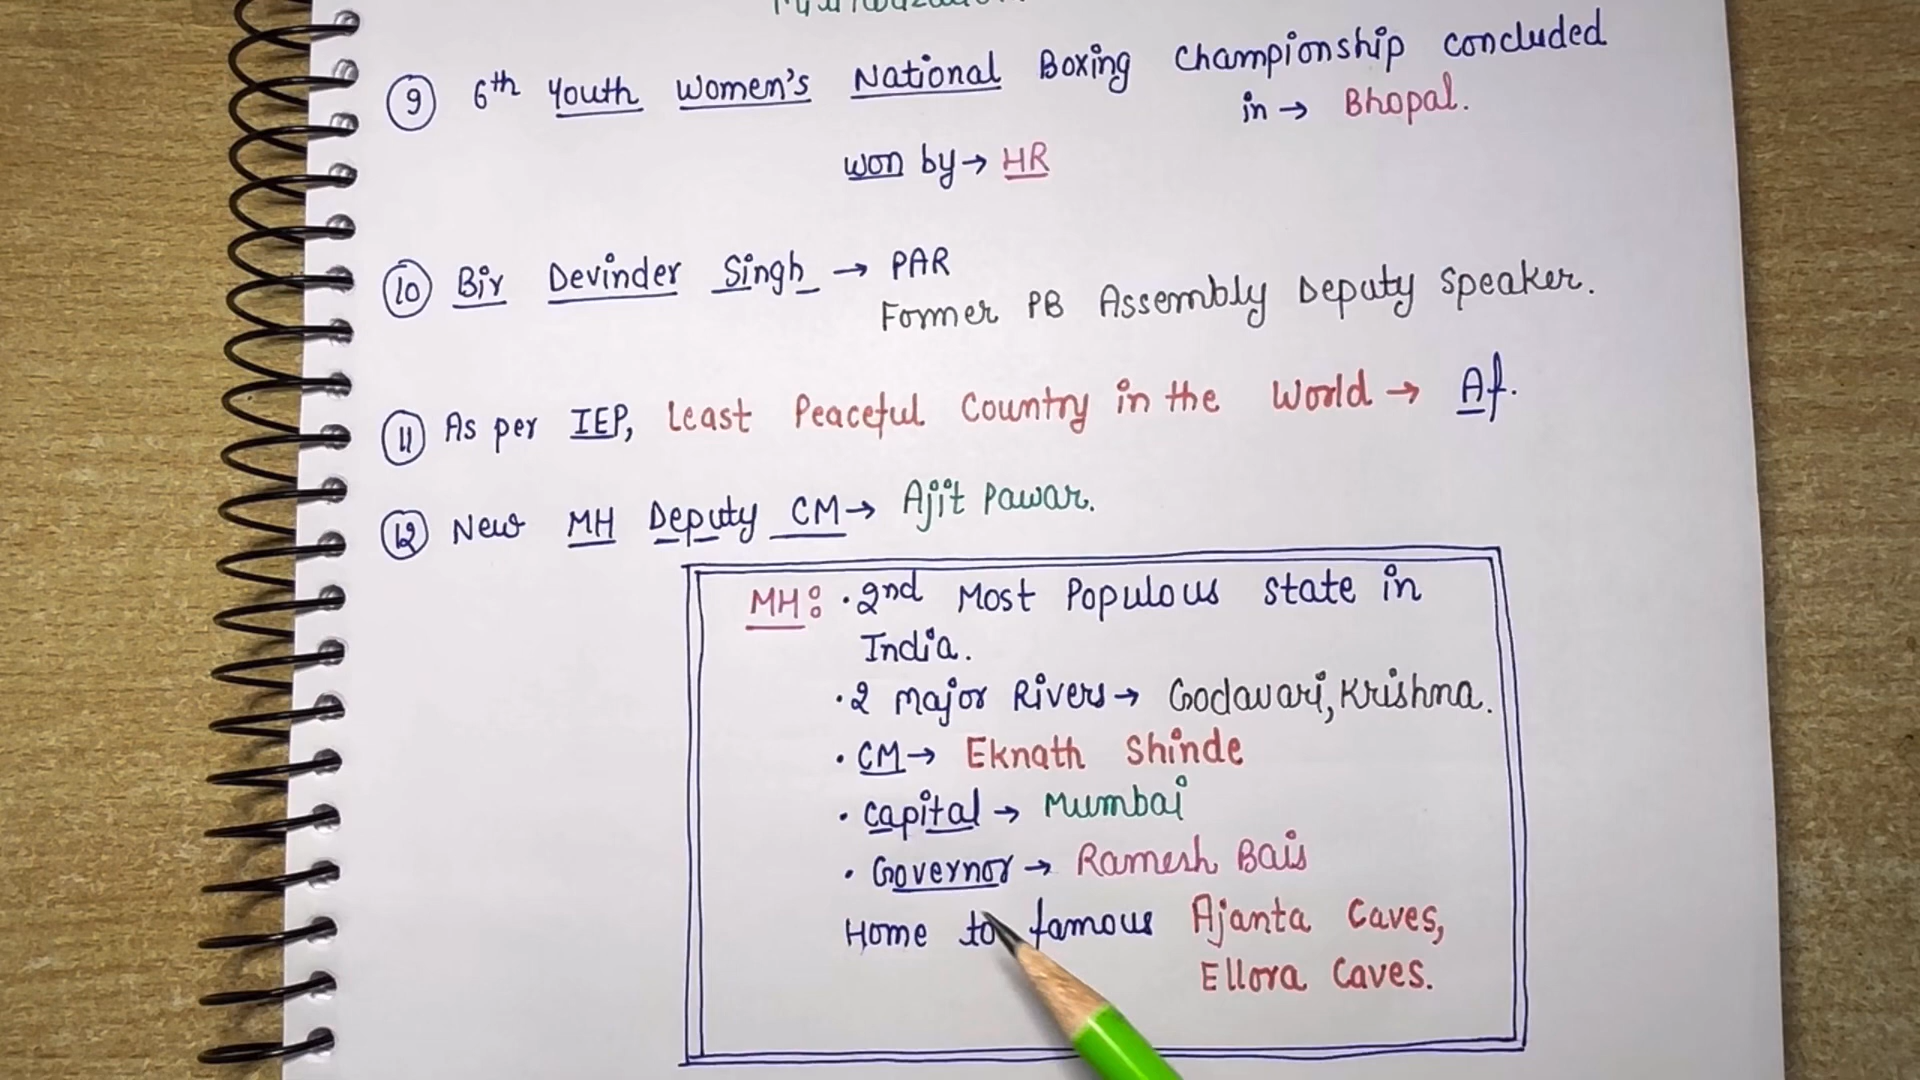 9 6th Youth Women's National Boxing Championship concluded
in → Bhopal.
won by → HR
10 Bir Devinder Singh → PAR
Former PB Assembly Deputy Speaker.
11 As per IEP, Least Peaceful Country in the World → Af.
12 New MH Deputy CM → Ajit Pawar.
MH: • 2nd Most Populous State in
India.
• 2 Major Rivers → Godavari, Krishna.
• CM → Eknath Shinde
• Capital → Mumbai
• Governor → Ramesh Bais
Home to famous Ajanta Caves,
Ellora Caves.